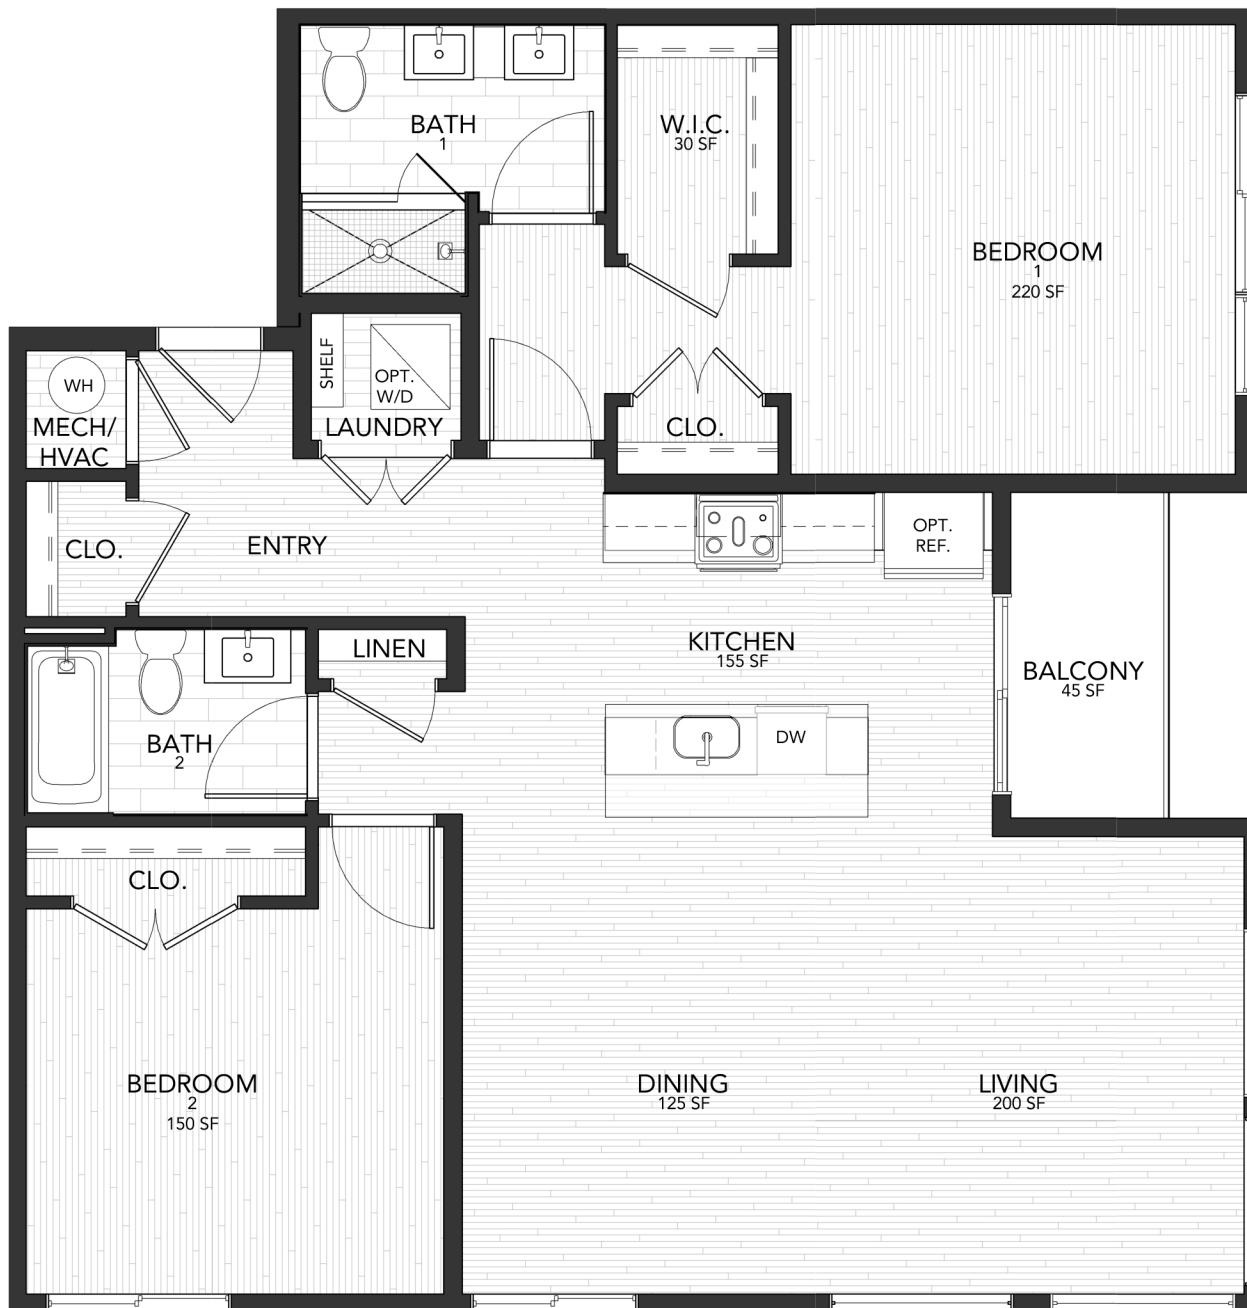 BATH
1
W.I.C.
30 SF
BEDROOM
1
220 SF
WH
MECH/
HVAC
SHELF
OPT.
W/D
LAUNDRY
CLO.
CLO.
ENTRY
OPT.
REF.
LINEN
KITCHEN
155 SF
BALCONY
45 SF
BATH
2
DW
CLO.
BEDROOM
2
150 SF
DINING
125 SF
LIVING
200 SF